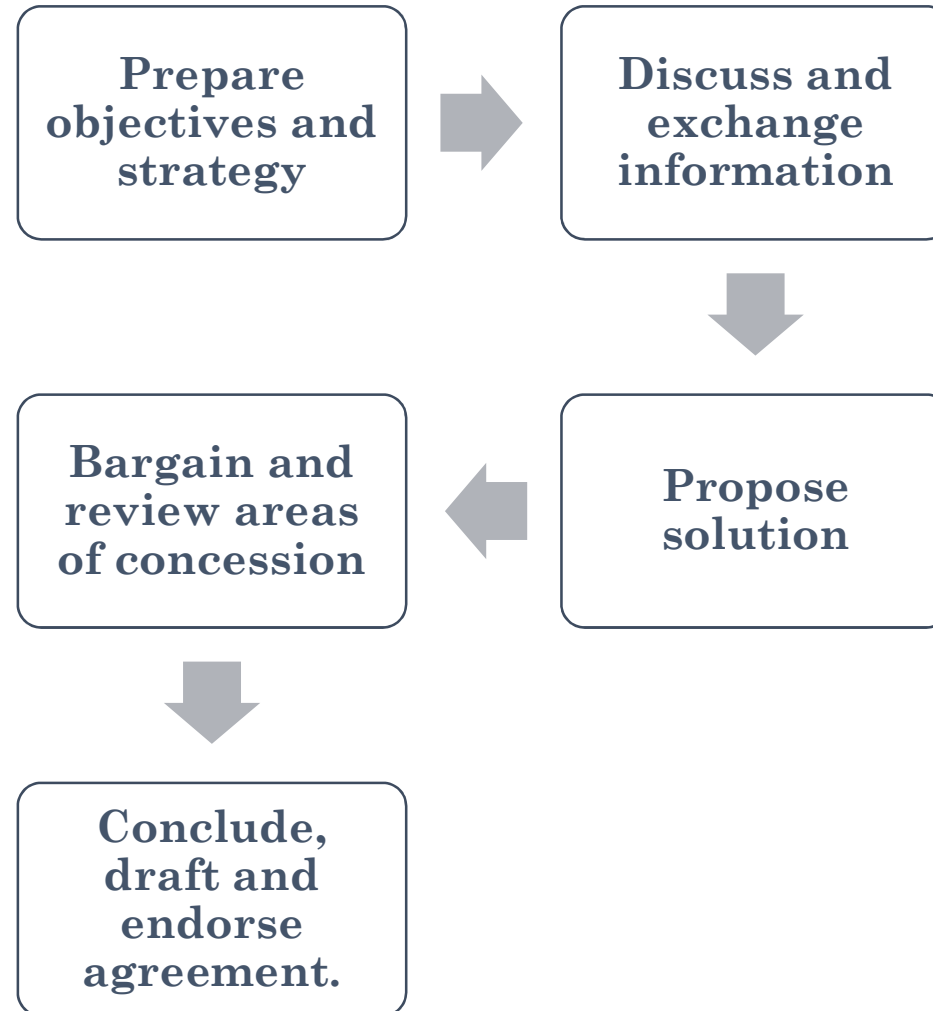 Prepare
objectives and
strategy
Discuss and
exchange
information
Propose
solution
Bargain and
review areas
of concession
Conclude,
draft and
endorse
agreement.